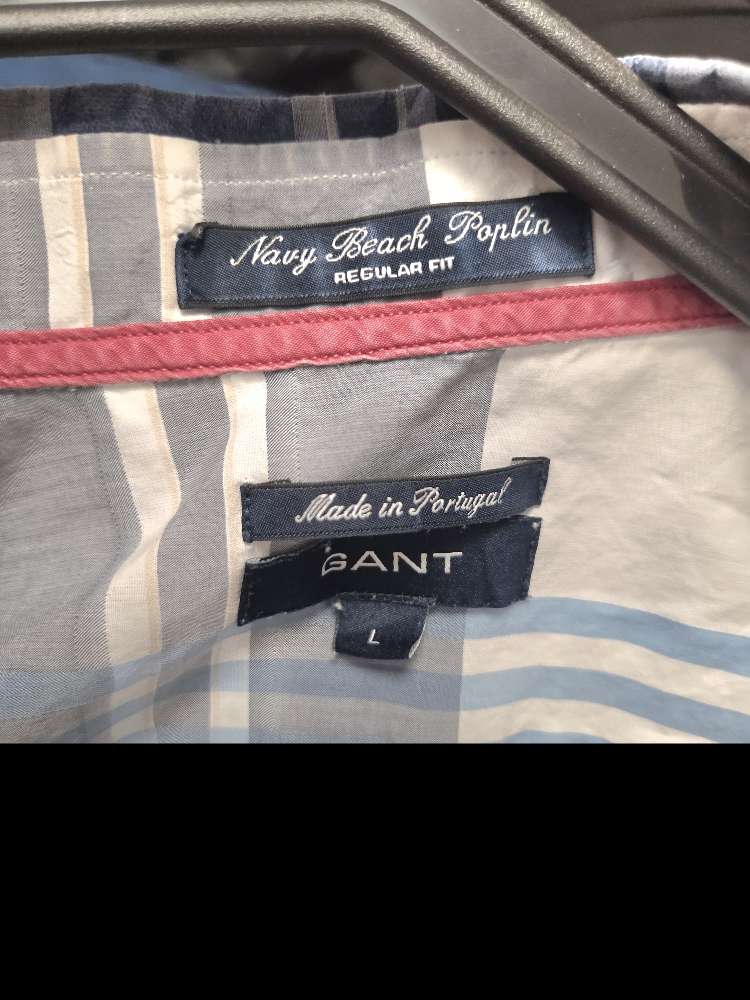 Navy Beach Poplin
REGULAR FIT
Made in Portugal
GANT
L